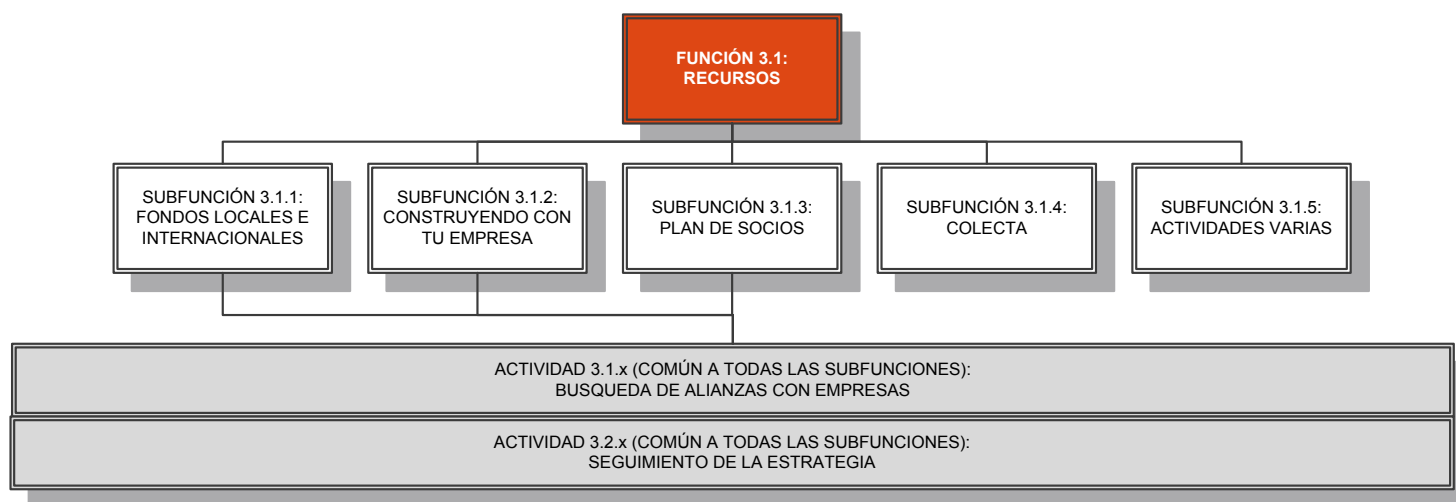 FUNCIÓN 3.1:
RECURSOS
SUBFUNCIÓN 3.1.1:
FONDOS LOCALES E
INTERNACIONALES
SUBFUNCIÓN 3.1.2:
CONSTRUYENDO CON
TU EMPRESA
SUBFUNCIÓN 3.1.3:
PLAN DE SOCIOS
SUBFUNCIÓN 3.1.4:
COLECTA
SUBFUNCIÓN 3.1.5:
ACTIVIDADES VARIAS
ACTIVIDAD 3.1.x (COMÚN A TODAS LAS SUBFUNCIONES):
BUSQUEDA DE ALIANZAS CON EMPRESAS
ACTIVIDAD 3.2.x (COMÚN A TODAS LAS SUBFUNCIONES):
SEGUIMIENTO DE LA ESTRATEGIA